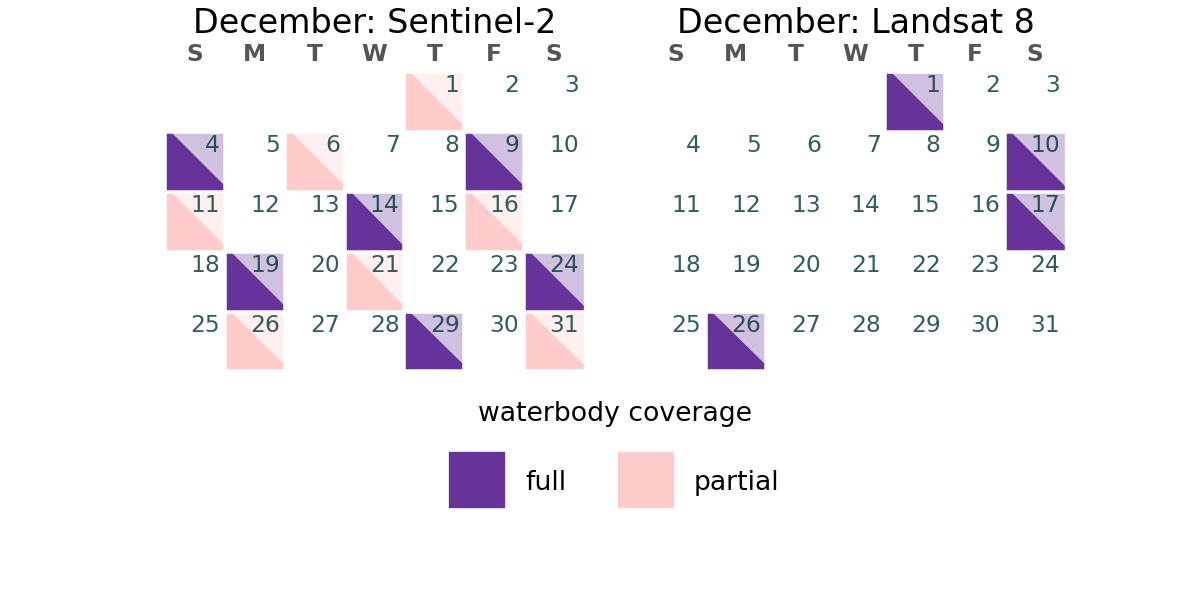 December: Sentinel-2
S M T W T F S
1 2 3
4 5 6 7 8 9 10
11 12 13 14 15 16 17
18 19 20 21 22 23 24
25 26 27 28 29 30 31
December: Landsat 8
S M T W T F S
1 2 3
4 5 6 7 8 9 10
11 12 13 14 15 16 17
18 19 20 21 22 23 24
25 26 27 28 29 30 31
waterbody coverage
full
partial